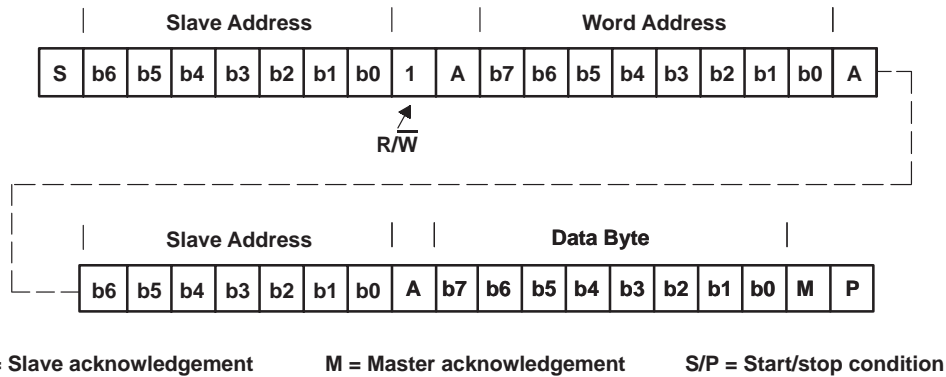 Slave Address Word Address
S b6 b5 b4 b3 b2 b1 b0 1 A b7 b6 b5 b4 b3 b2 b1 b0 A
R/W̅
Slave Address Data Byte
b6 b5 b4 b3 b2 b1 b0 A b7 b6 b5 b4 b3 b2 b1 b0 M P
= Slave acknowledgement M = Master acknowledgement S/P = Start/stop condition